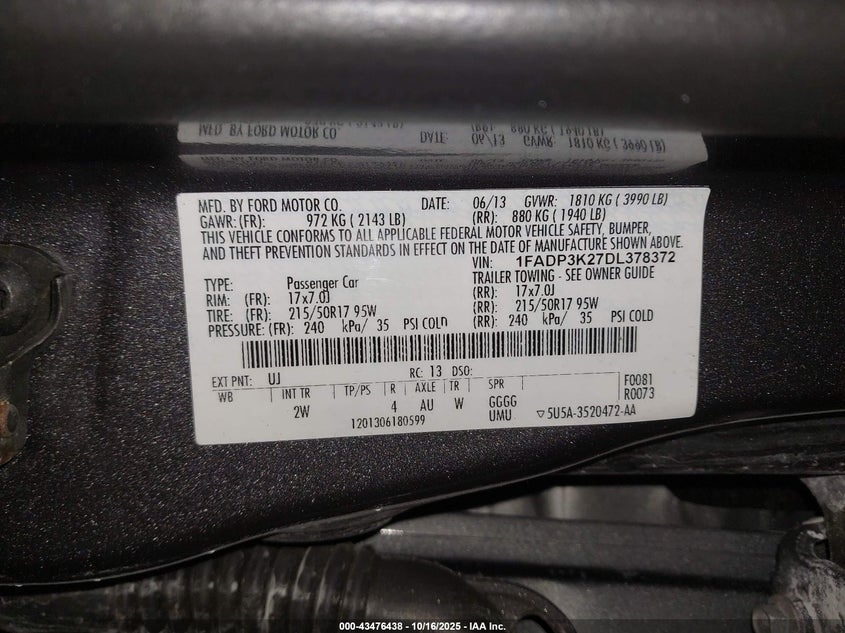 MFD. BY FORD MOTOR CO. DATE: 06/13 GVWR: 1810 KG ( 3990 LB)
GAWR: (FR): 972 KG ( 2143 LB) (RR): 880 KG ( 1940 LB)
THIS VEHICLE CONFORMS TO ALL APPLICABLE FEDERAL MOTOR VEHICLE SAFETY, BUMPER,
AND THEFT PREVENTION STANDARDS IN EFFECT ON THE DATE OF MANUFACTURE SHOWN ABOVE.
VIN: 1FADP3K27DL378372
TYPE: Passenger Car TRAILER TOWING - SEE OWNER GUIDE
RIM: (FR): 17x7.0J (RR): 17x7.0J
TIRE: (FR): 215/50R17 95W (RR): 215/50R17 95W
PRESSURE: (FR): 240 kPa/ 35 PSI COLD (RR): 240 kPa/ 35 PSI COLD
RC: 13 DSO:
EXT PNT: UJ F0081
WB INT TR TP/PS R AXLE TR SPR R0073
2W 4 AU W GGGG
UMU ▽5U5A-3520472-AA
1201306180599
000-43476438 - 10/16/2025 - IAA Inc.